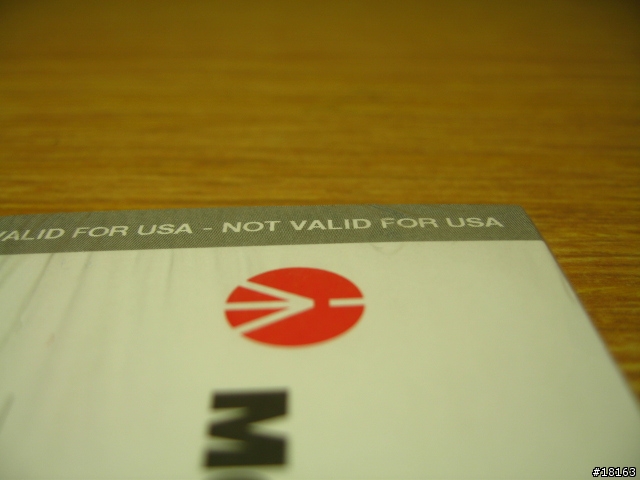 VALID FOR USA - NOT VALID FOR USA
M
#18163